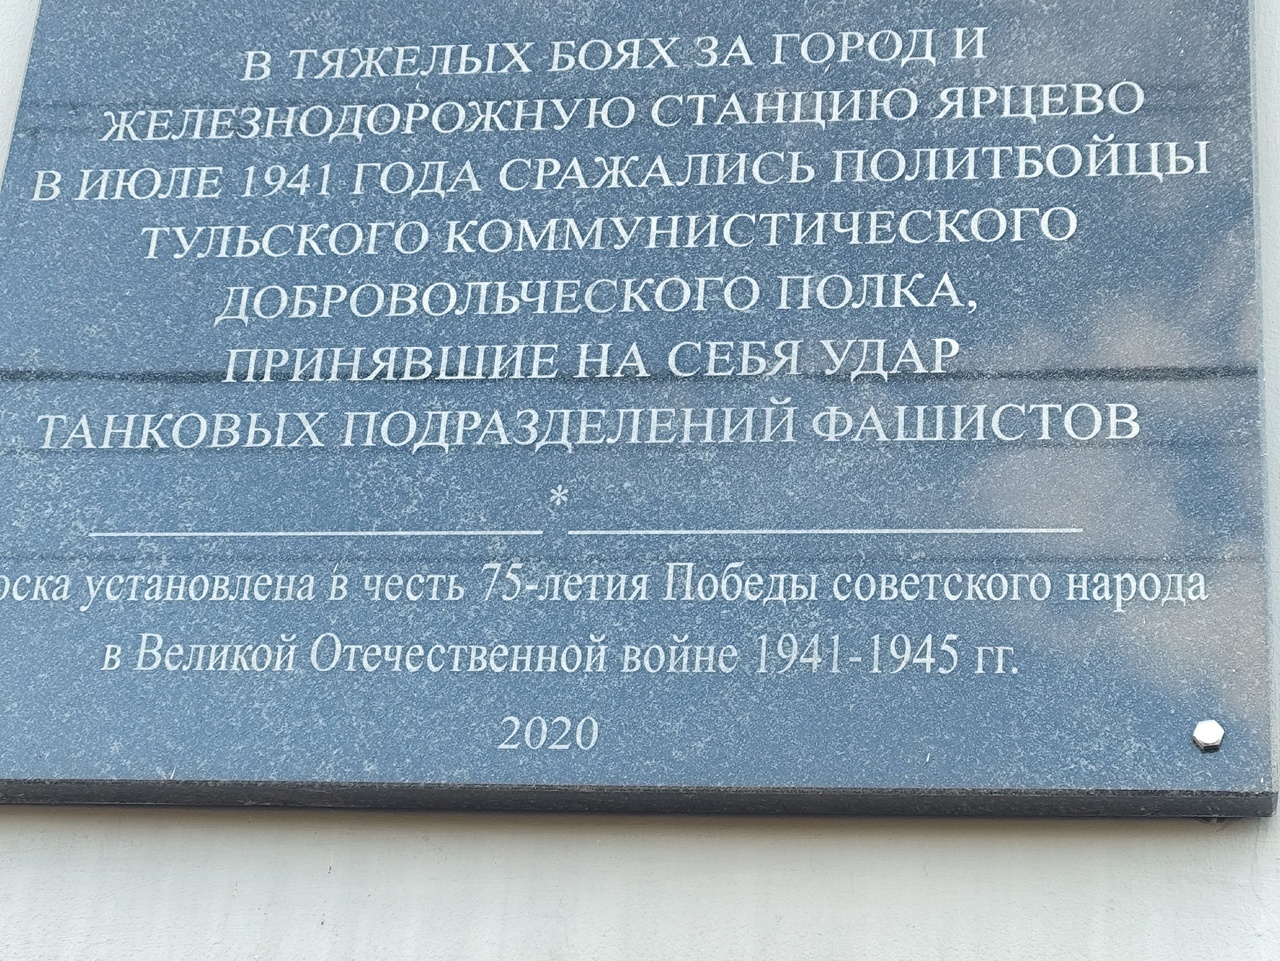 В ТЯЖЕЛЫХ БОЯХ ЗА ГОРОД И
ЖЕЛЕЗНОДОРОЖНУЮ СТАНЦИЮ ЯРЦЕВО
В ИЮЛЕ 1941 ГОДА СРАЖАЛИСЬ ПОЛИТБОЙЦЫ
ТУЛЬСКОГО КОММУНИСТИЧЕСКОГО
ДОБРОВОЛЬЧЕСКОГО ПОЛКА,
ПРИНЯВШИЕ НА СЕБЯ УДАР
ТАНКОВЫХ ПОДРАЗДЕЛЕНИЙ ФАШИСТОВ
*
оска установлена в честь 75-летия Победы советского народа
в Великой Отечественной войне 1941-1945 гг.
2020